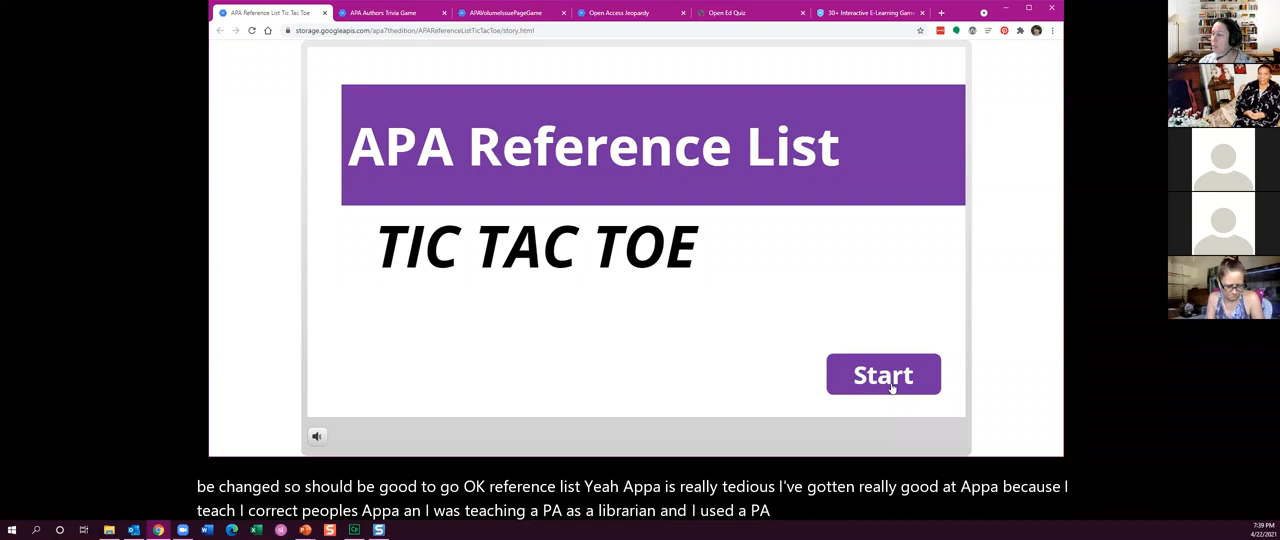 APA Reference List Tic Tac Toe
APA Authors Trivia Game
APAVolumeIssuePageGame
Open Access Jeopardy
Open Ed Quiz
30+ Interactive E-Learning Gam
storage.googleapis.com/apa7thedition/APAReferenceListTicTacToe/story.html
APA Reference List
TIC TAC TOE
Start
be changed so should be good to go OK reference list Yeah Appa is really tedious I've gotten really good at Appa because I
teach I correct peoples Appa an I was teaching a PA as a librarian and I used a PA
7:39 PM
4/22/2021